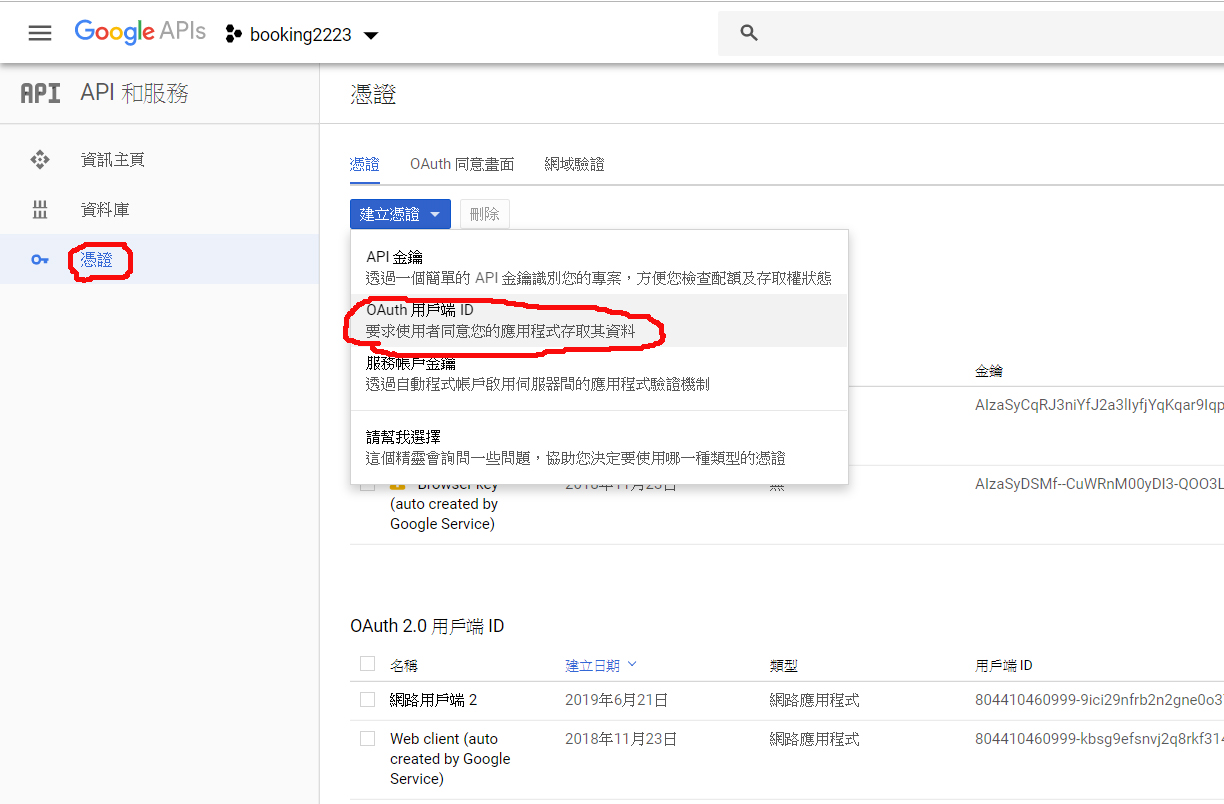 Google APIs
booking2223
API
API 和服務
憑證
資訊主頁
資料庫
憑證
憑證
OAuth 同意畫面
網域驗證
建立憑證
刪除
API 金鑰
透過一個簡單的 API 金鑰識別您的專案，方便您檢查配額及存取權狀態
OAuth 用戶端 ID
要求使用者同意您的應用程式存取其資料
服務帳戶金鑰
透過自動程式帳戶啟用伺服器間的應用程式驗證機制
請幫我選擇
這個精靈會詢問一些問題，協助您決定要使用哪一種類型的憑證
金鑰
AIzaSyCqRJ3niYfJ2a3lIyfjYqKqar9Iqp
Browser key
(auto created by
Google Service)
2018年11月23日
無
AIzaSyDSMf--CuWRnM00yDI3-QOO3L
OAuth 2.0 用戶端 ID
名稱
建立日期
類型
用戶端 ID
網路用戶端 2
2019年6月21日
網路應用程式
804410460999-9ici29nfrb2n2gne0o3
Web client (auto
created by Google
Service)
2018年11月23日
網路應用程式
804410460999-kbsg9efsnvj2q8rkf314